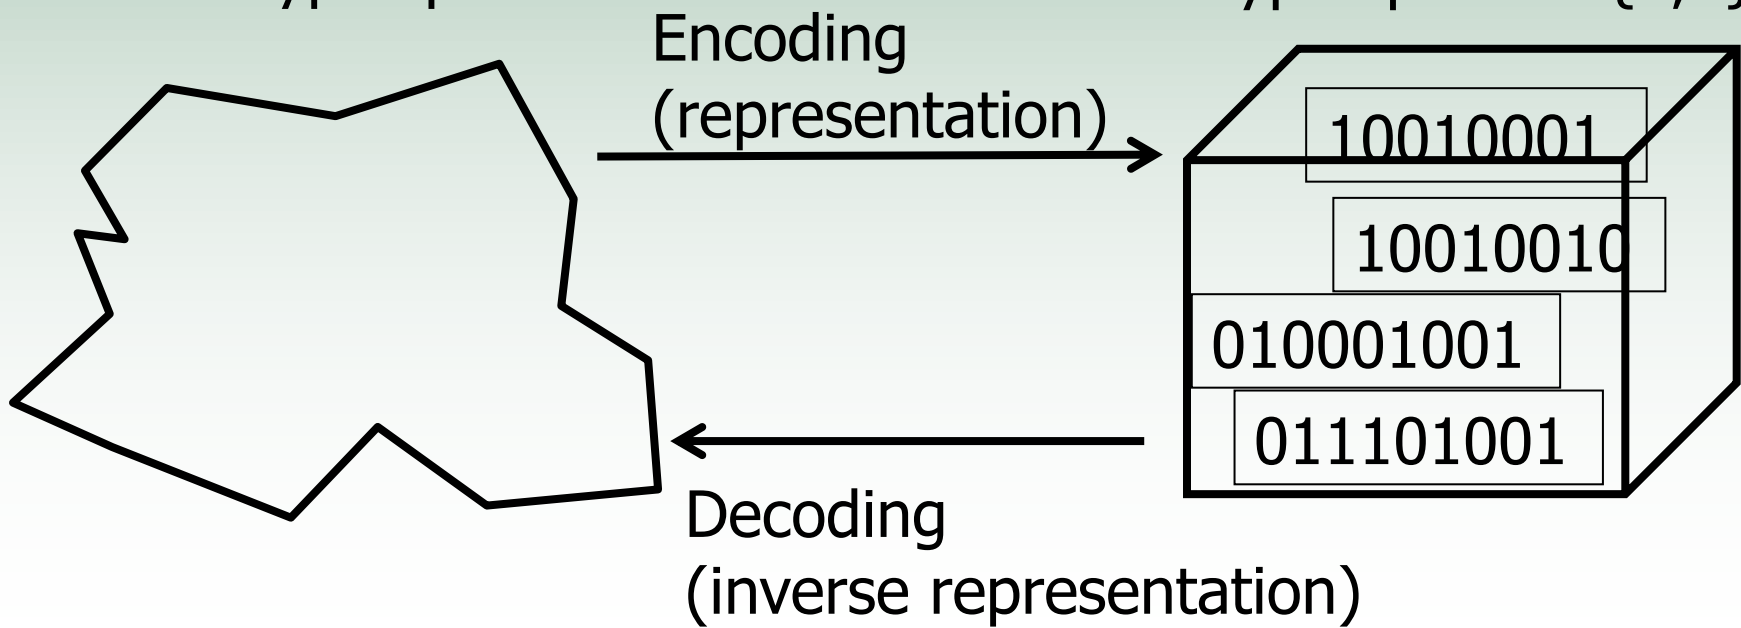 Encoding
(representation)
10010001
10010010
010001001
011101001
Decoding
(inverse representation)